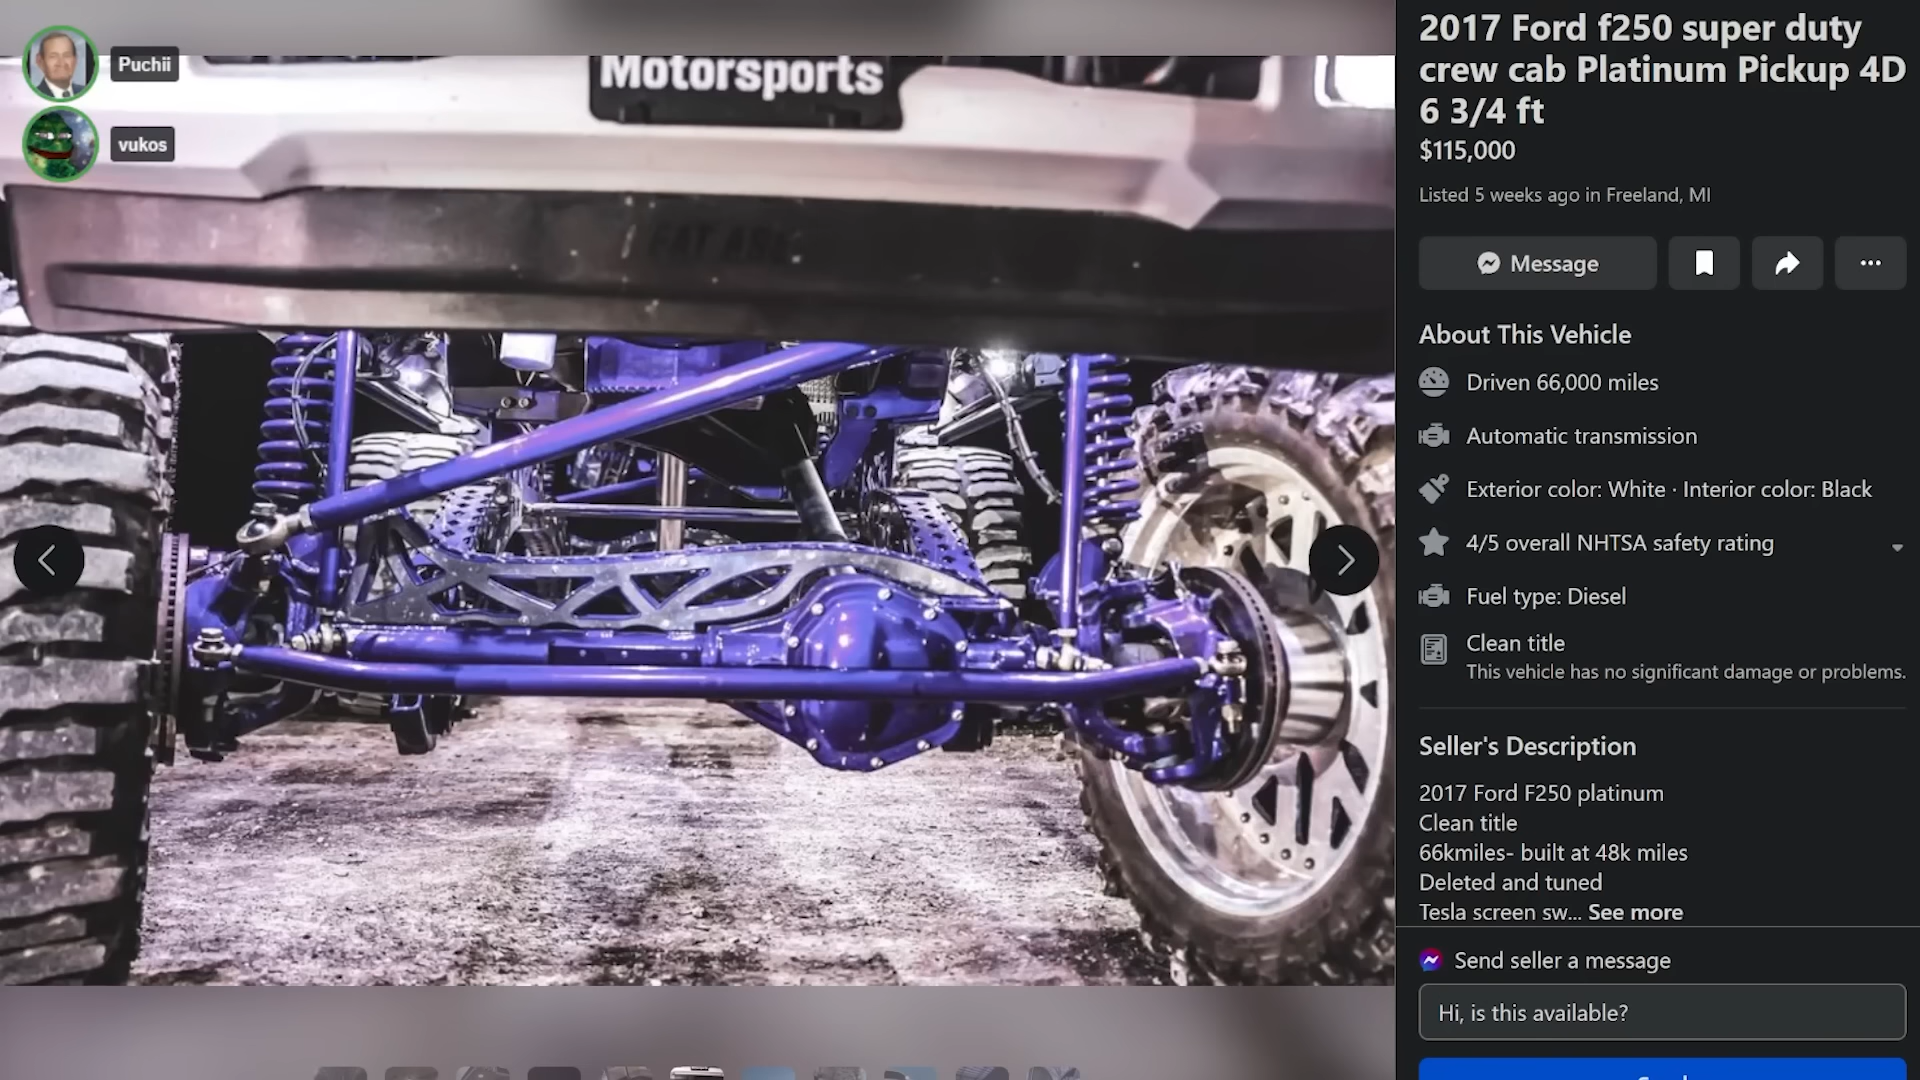 Puchii
vukos
Motorsports
2017 Ford f250 super duty
crew cab Platinum Pickup 4D
6 3/4 ft
$115,000
Listed 5 weeks ago in Freeland, MI
Message
About This Vehicle
Driven 66,000 miles
Automatic transmission
Exterior color: White · Interior color: Black
4/5 overall NHTSA safety rating
Fuel type: Diesel
Clean title
This vehicle has no significant damage or problems.
Seller's Description
2017 Ford F250 platinum
Clean title
66kmiles- built at 48k miles
Deleted and tuned
Tesla screen sw... See more
Send seller a message
Hi, is this available?